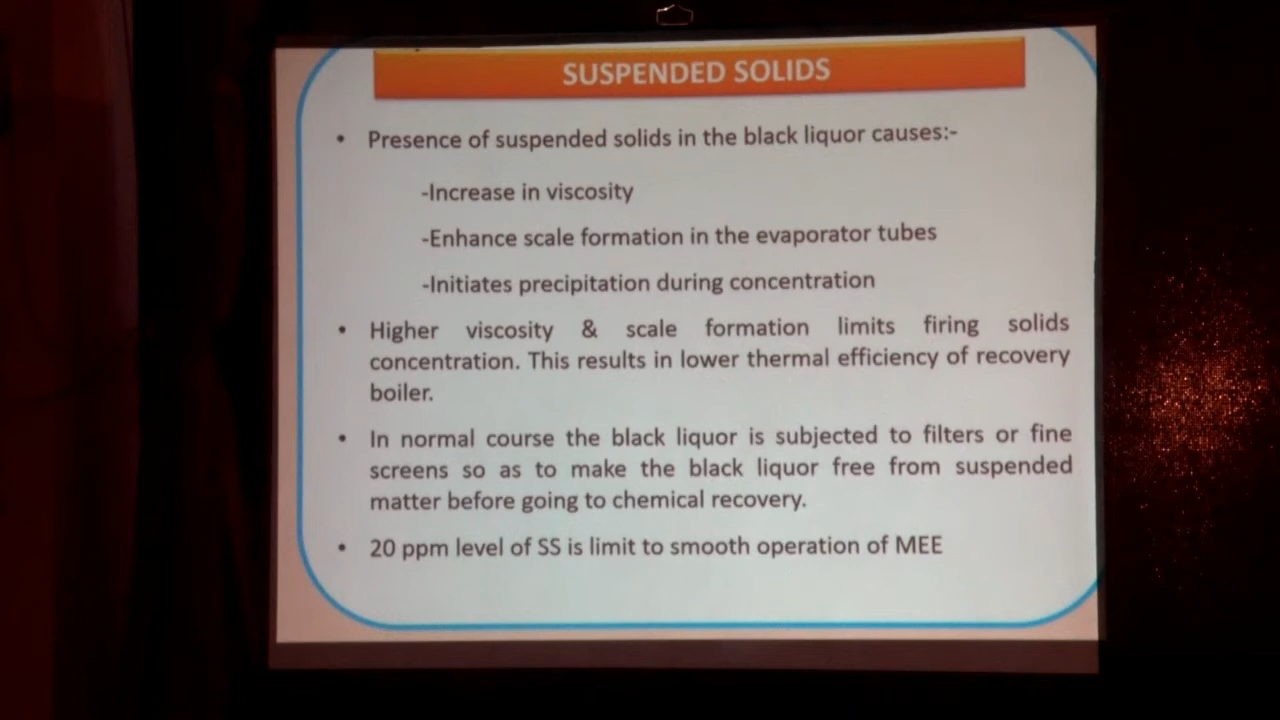 SUSPENDED SOLIDS
• Presence of suspended solids in the black liquor causes:-
-Increase in viscosity
-Enhance scale formation in the evaporator tubes
-Initiates precipitation during concentration
• Higher viscosity & scale formation limits firing solids
concentration. This results in lower thermal efficiency of recovery
boiler.
• In normal course the black liquor is subjected to filters or fine
screens so as to make the black liquor free from suspended
matter before going to chemical recovery.
• 20 ppm level of SS is limit to smooth operation of MEE